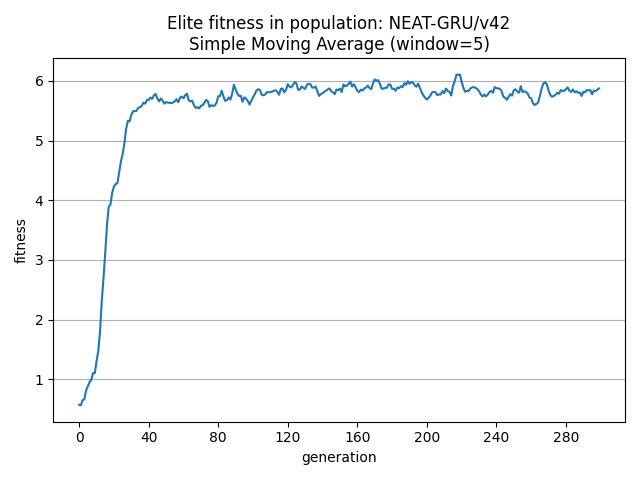 Elite fitness in population: NEAT-GRU/v42
Simple Moving Average (window=5)
fitness
6
5
4
3
2
1
0 40 80 120 160 200 240 280
generation